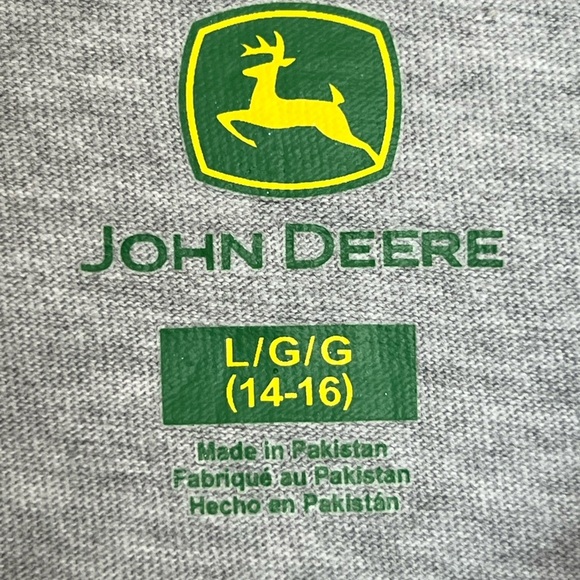 JOHN DEERE
L/G/G
(14-16)
Made in Pakistan
Fabriqué au Pakistan
Hecho en Pakistán